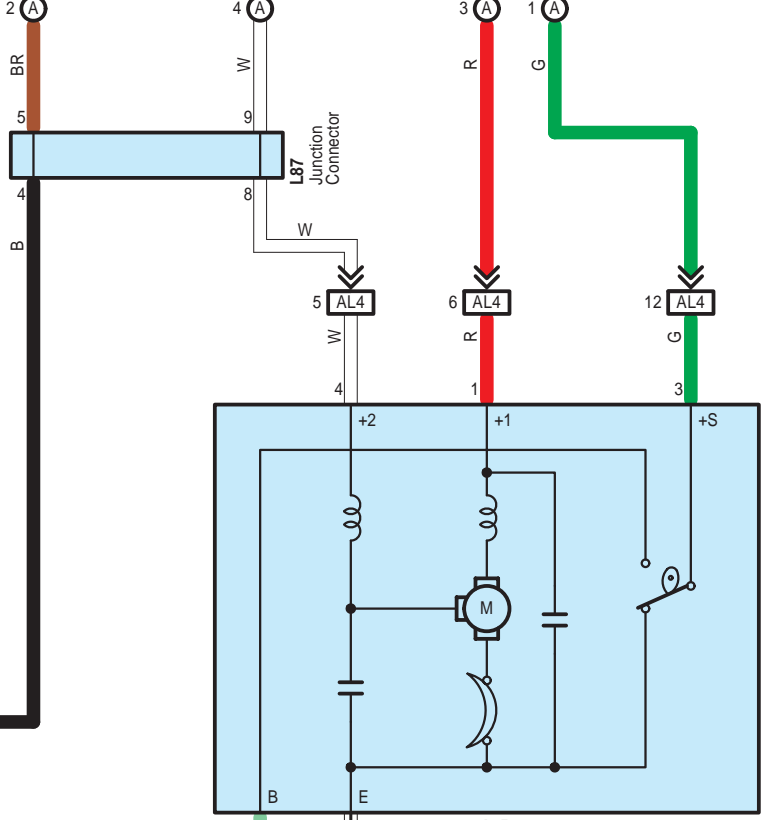 2 A 4 A 3 A 1 A
BR W R G
5 9
L87
Junction
Connector
4 8
B W
5 AL4 6 AL4 12 AL4
W R G
4 1 3
+2 +1 +S
M
B E